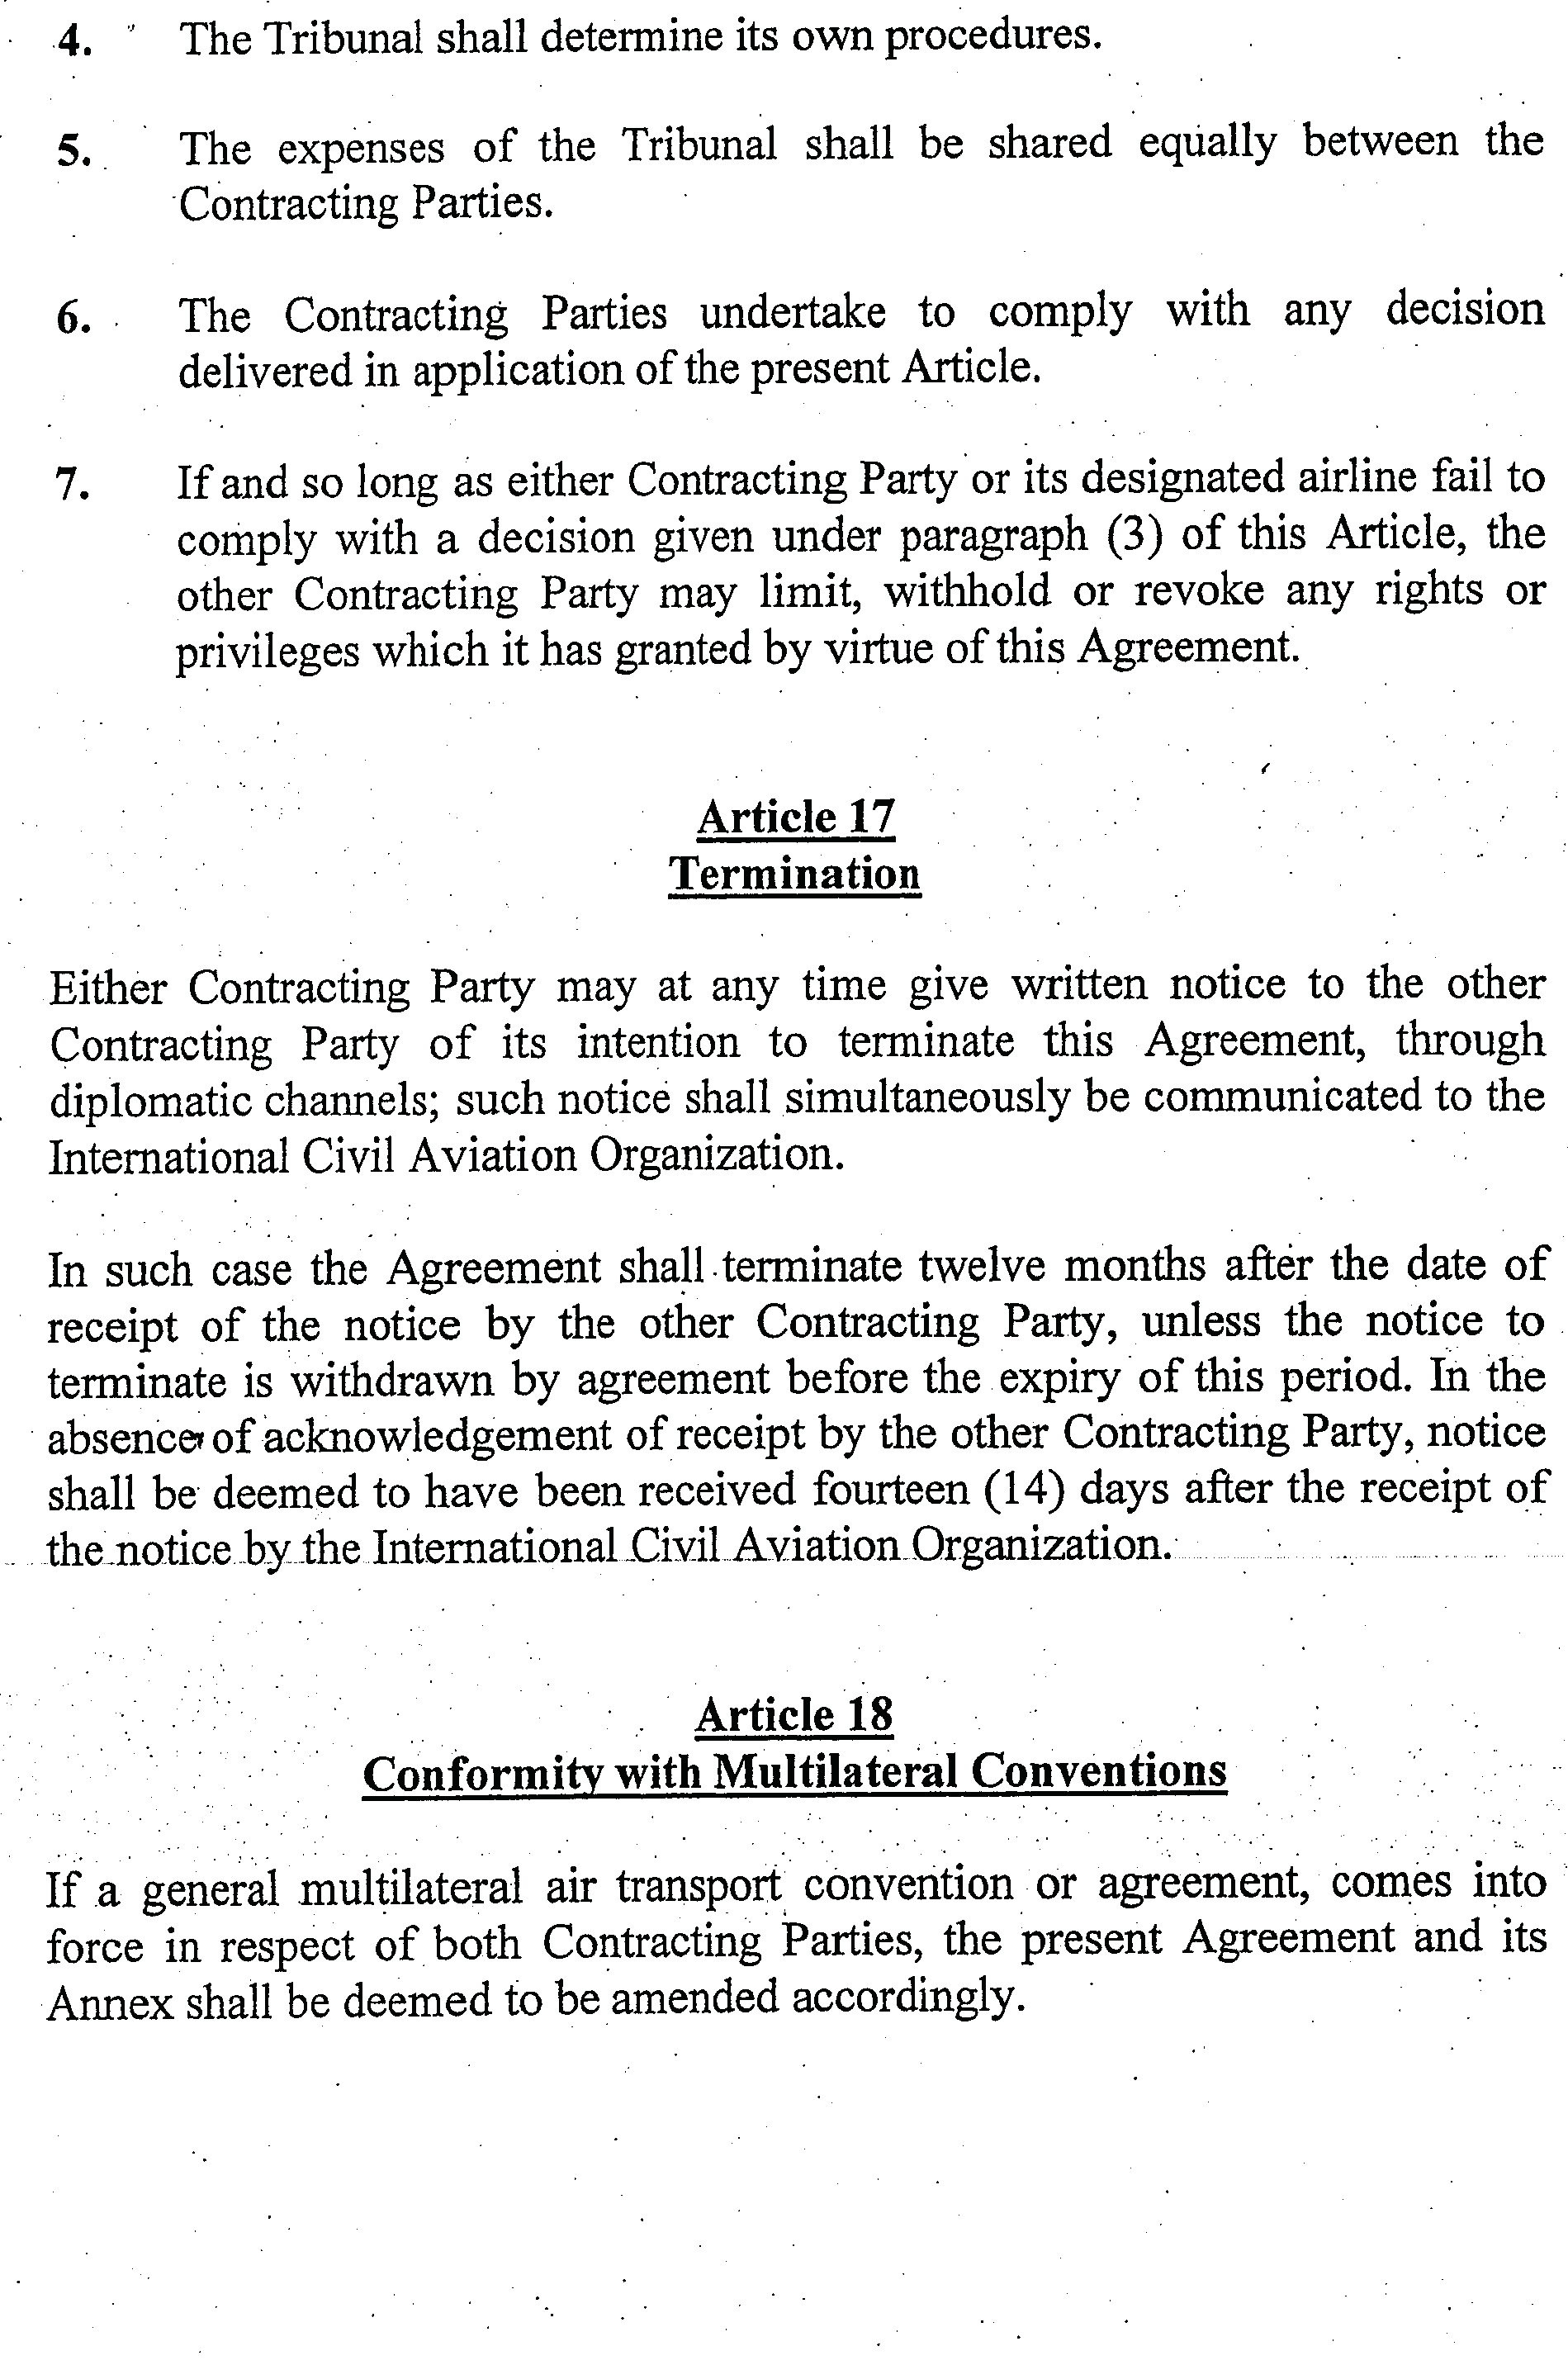 4. The Tribunal shall determine its own procedures.
5. The expenses of the Tribunal shall be shared equally between the
Contracting Parties.
6. The Contracting Parties undertake to comply with any decision
delivered in application of the present Article.
7. If and so long as either Contracting Party or its designated airline fail to
comply with a decision given under paragraph (3) of this Article, the
other Contracting Party may limit, withhold or revoke any rights or
privileges which it has granted by virtue of this Agreement.
Article 17
Termination
Either Contracting Party may at any time give written notice to the other
Contracting Party of its intention to terminate this Agreement, through
diplomatic channels; such notice shall simultaneously be communicated to the
International Civil Aviation Organization.
In such case the Agreement shall terminate twelve months after the date of
receipt of the notice by the other Contracting Party, unless the notice to
terminate is withdrawn by agreement before the expiry of this period. In the
absence of acknowledgement of receipt by the other Contracting Party, notice
shall be deemed to have been received fourteen (14) days after the receipt of
the notice by the International Civil Aviation Organization.
Article 18
Conformity with Multilateral Conventions
If a general multilateral air transport convention or agreement, comes into
force in respect of both Contracting Parties, the present Agreement and its
Annex shall be deemed to be amended accordingly.